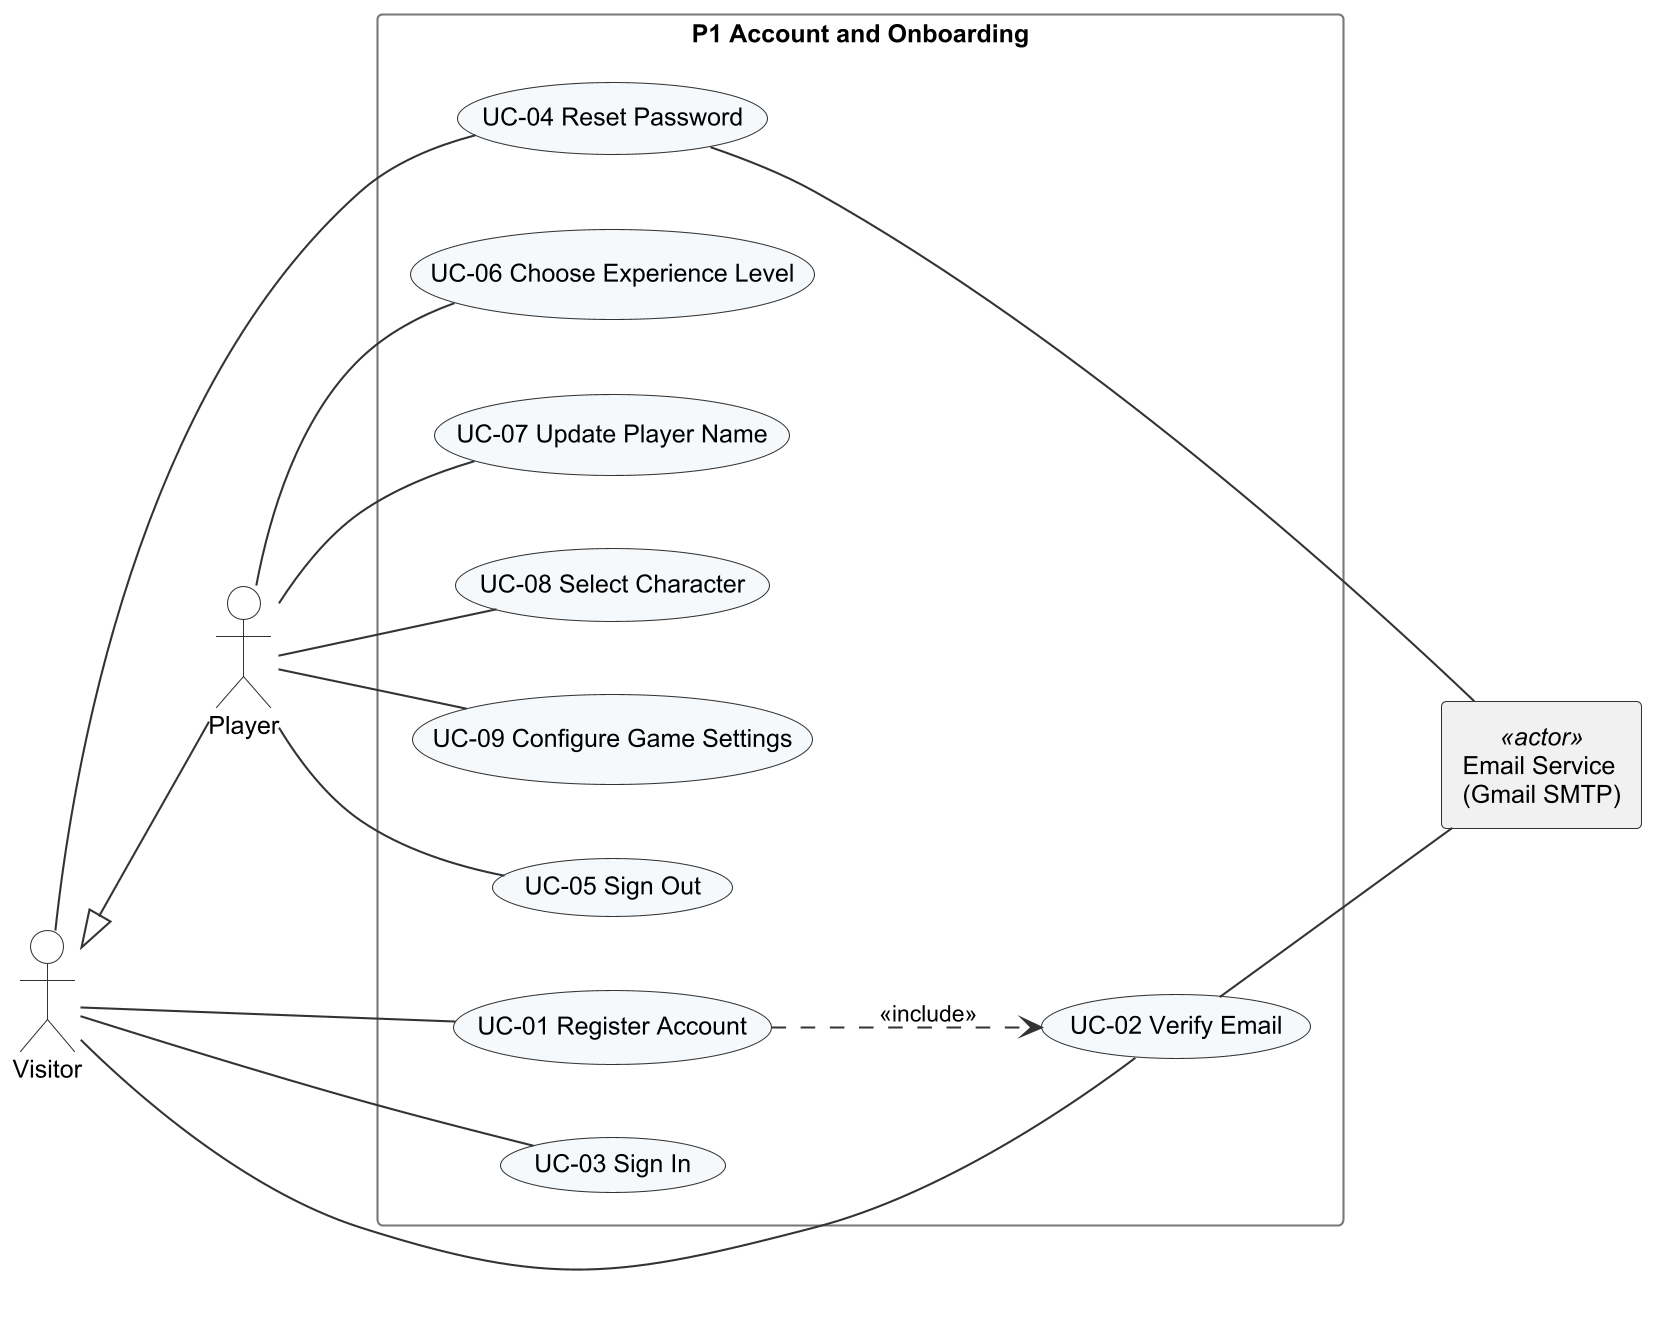 P1 Account and Onboarding
UC-04 Reset Password
UC-06 Choose Experience Level
UC-07 Update Player Name
UC-08 Select Character
Player
UC-09 Configure Game Settings
«actor»
Email Service
(Gmail SMTP)
UC-05 Sign Out
Visitor
UC-01 Register Account
«include»
UC-02 Verify Email
UC-03 Sign In